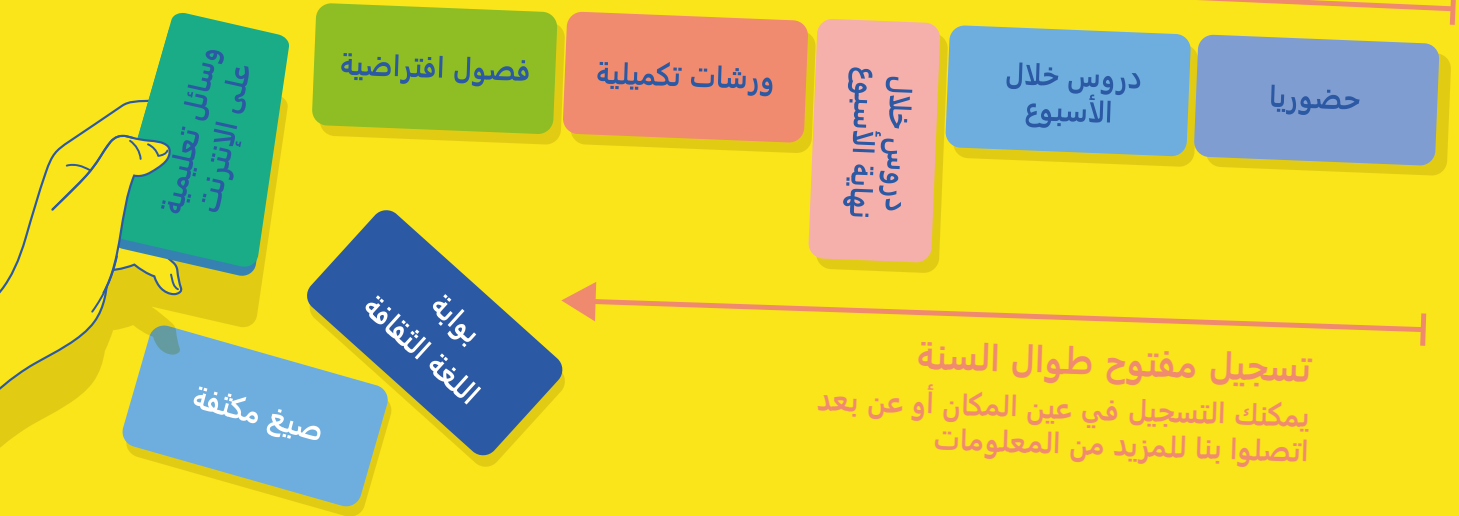 حضوريا
دروس خلال
الأسبوع
دروس خلال
نهاية الأسبوع
ورشات تكميلية
فصول افتراضية
وسائل تعليمية
على الإنترنت
بوابة
اللغة الثقافة
صيغ مكثفة
تسجيل مفتوح طوال السنة
يمكنك التسجيل في عين المكان أو عن بعد
اتصلوا بنا للمزيد من المعلومات